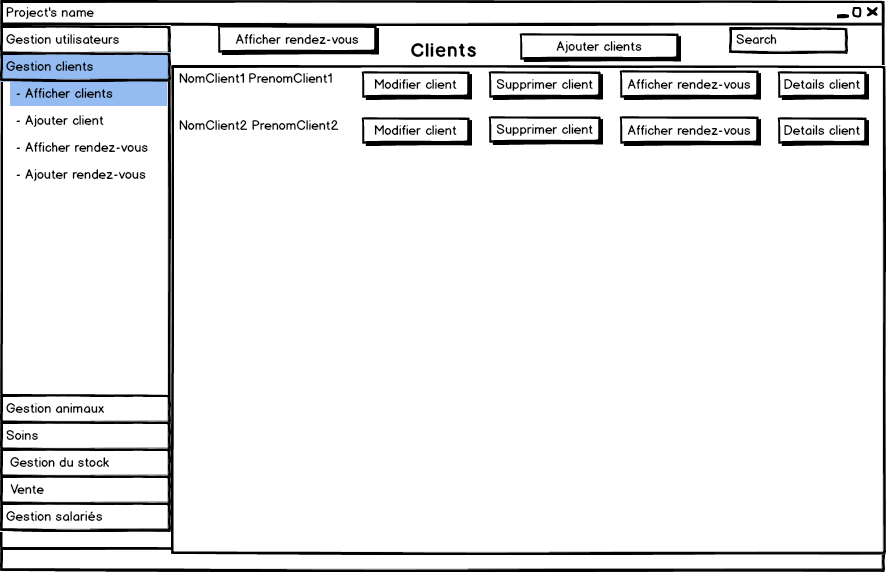 Project's name
Gestion utilisateurs
Gestion clients
- Afficher clients
- Ajouter client
- Afficher rendez-vous
- Ajouter rendez-vous
Gestion animaux
Soins
Gestion du stock
Vente
Gestion salariés
Afficher rendez-vous
Clients
Ajouter clients
Search
NomClient1 PrenomClient1 Modifier client Supprimer client Afficher rendez-vous Details client
NomClient2 PrenomClient2 Modifier client Supprimer client Afficher rendez-vous Details client